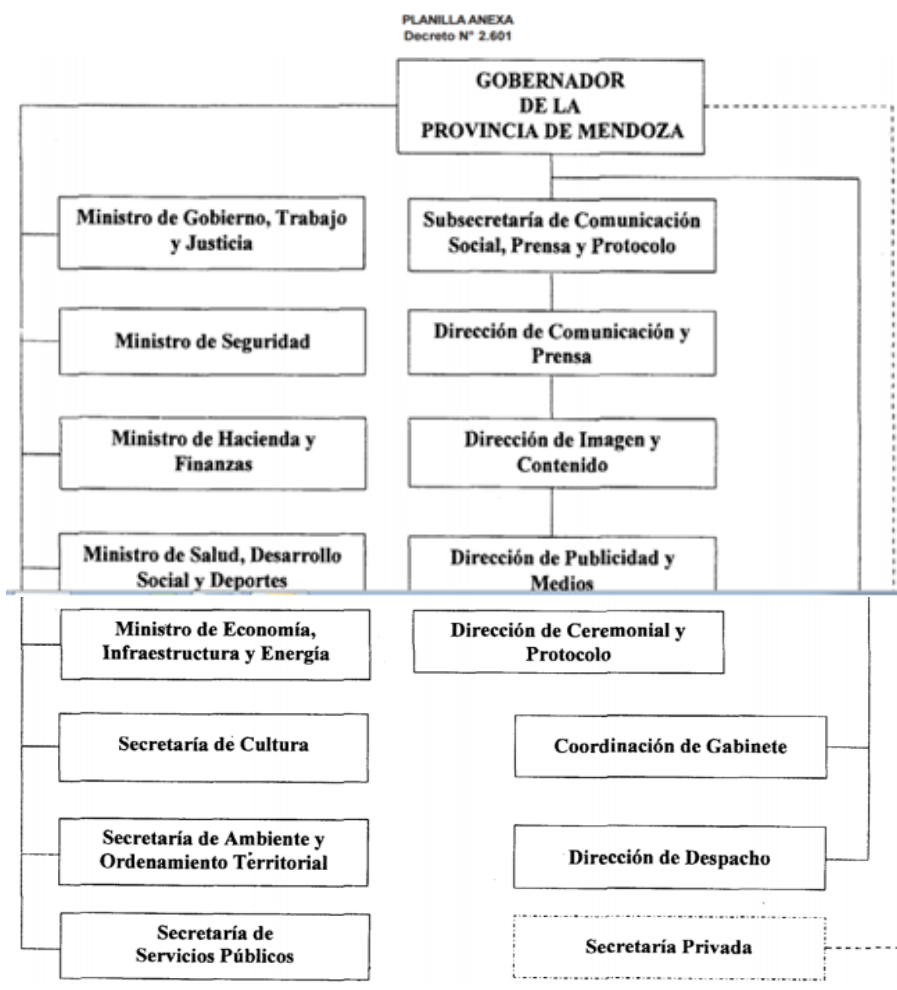 PLANILLA ANEXA
Decreto N° 2.601
GOBERNADOR
DE LA
PROVINCIA DE MENDOZA
Ministro de Gobierno, Trabajo
y Justicia
Subsecretaría de Comunicación
Social, Prensa y Protocolo
Ministro de Seguridad
Dirección de Comunicación y
Prensa
Ministro de Hacienda y
Finanzas
Dirección de Imagen y
Contenido
Ministro de Salud, Desarrollo
Social y Deportes
Dirección de Publicidad y
Medios
Ministro de Economía,
Infraestructura y Energía
Dirección de Ceremonial y
Protocolo
Secretaría de Cultura
Coordinación de Gabinete
Secretaría de Ambiente y
Ordenamiento Territorial
Dirección de Despacho
Secretaría de
Servicios Públicos
Secretaría Privada